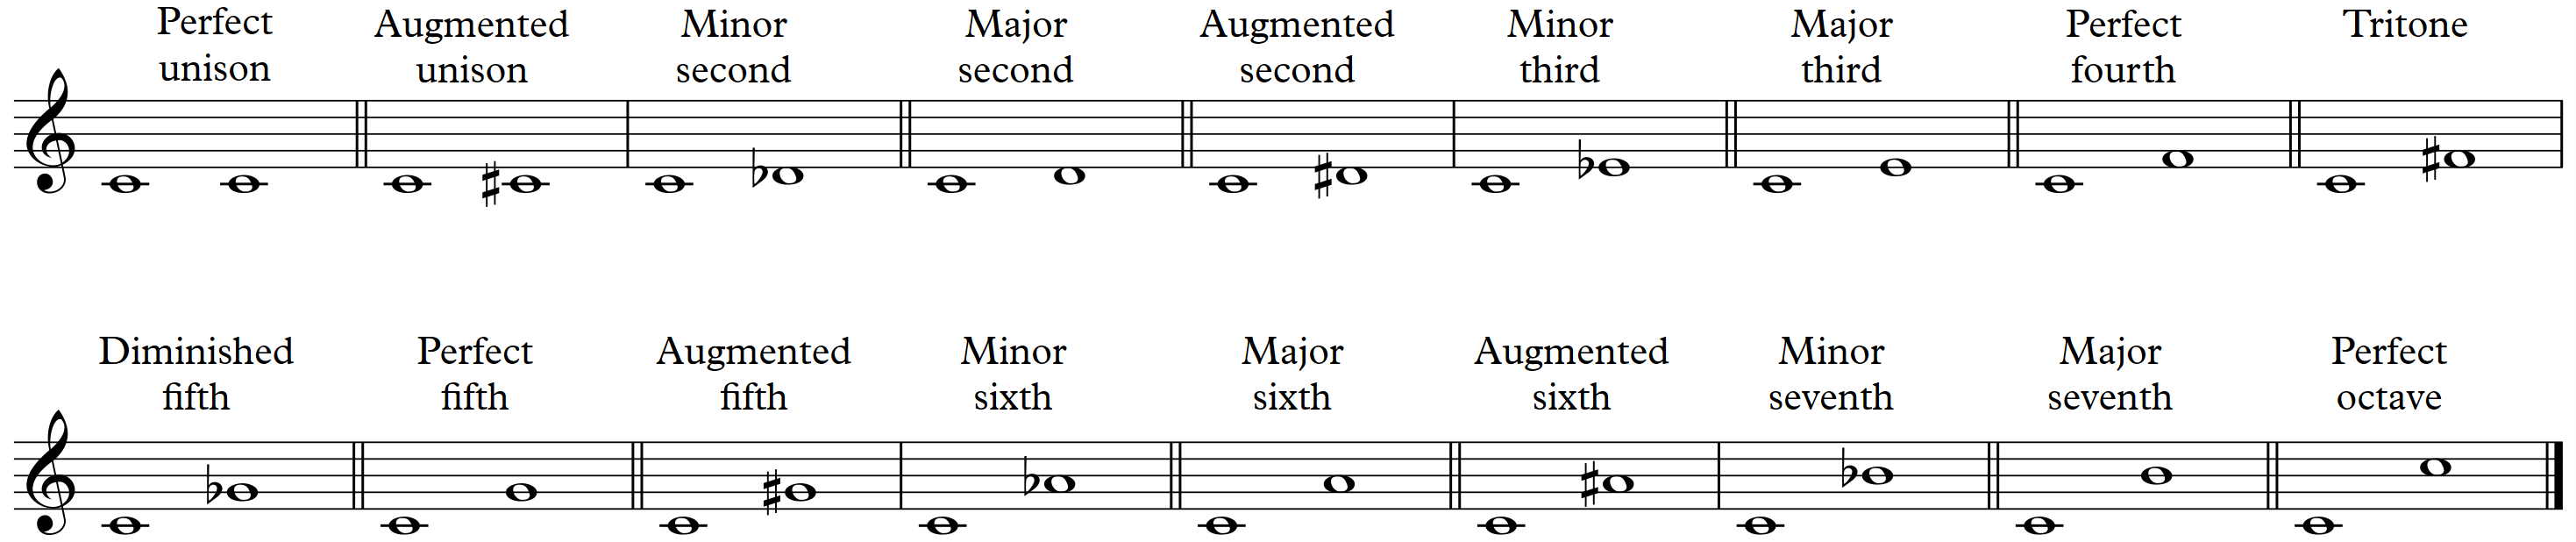 Perfect Augmented Minor Major Augmented Minor Major Perfect Tritone
unison unison second second second third third fourth
Diminished Perfect Augmented Minor Major Augmented Minor Major Perfect
fifth fifth fifth sixth sixth sixth seventh seventh octave